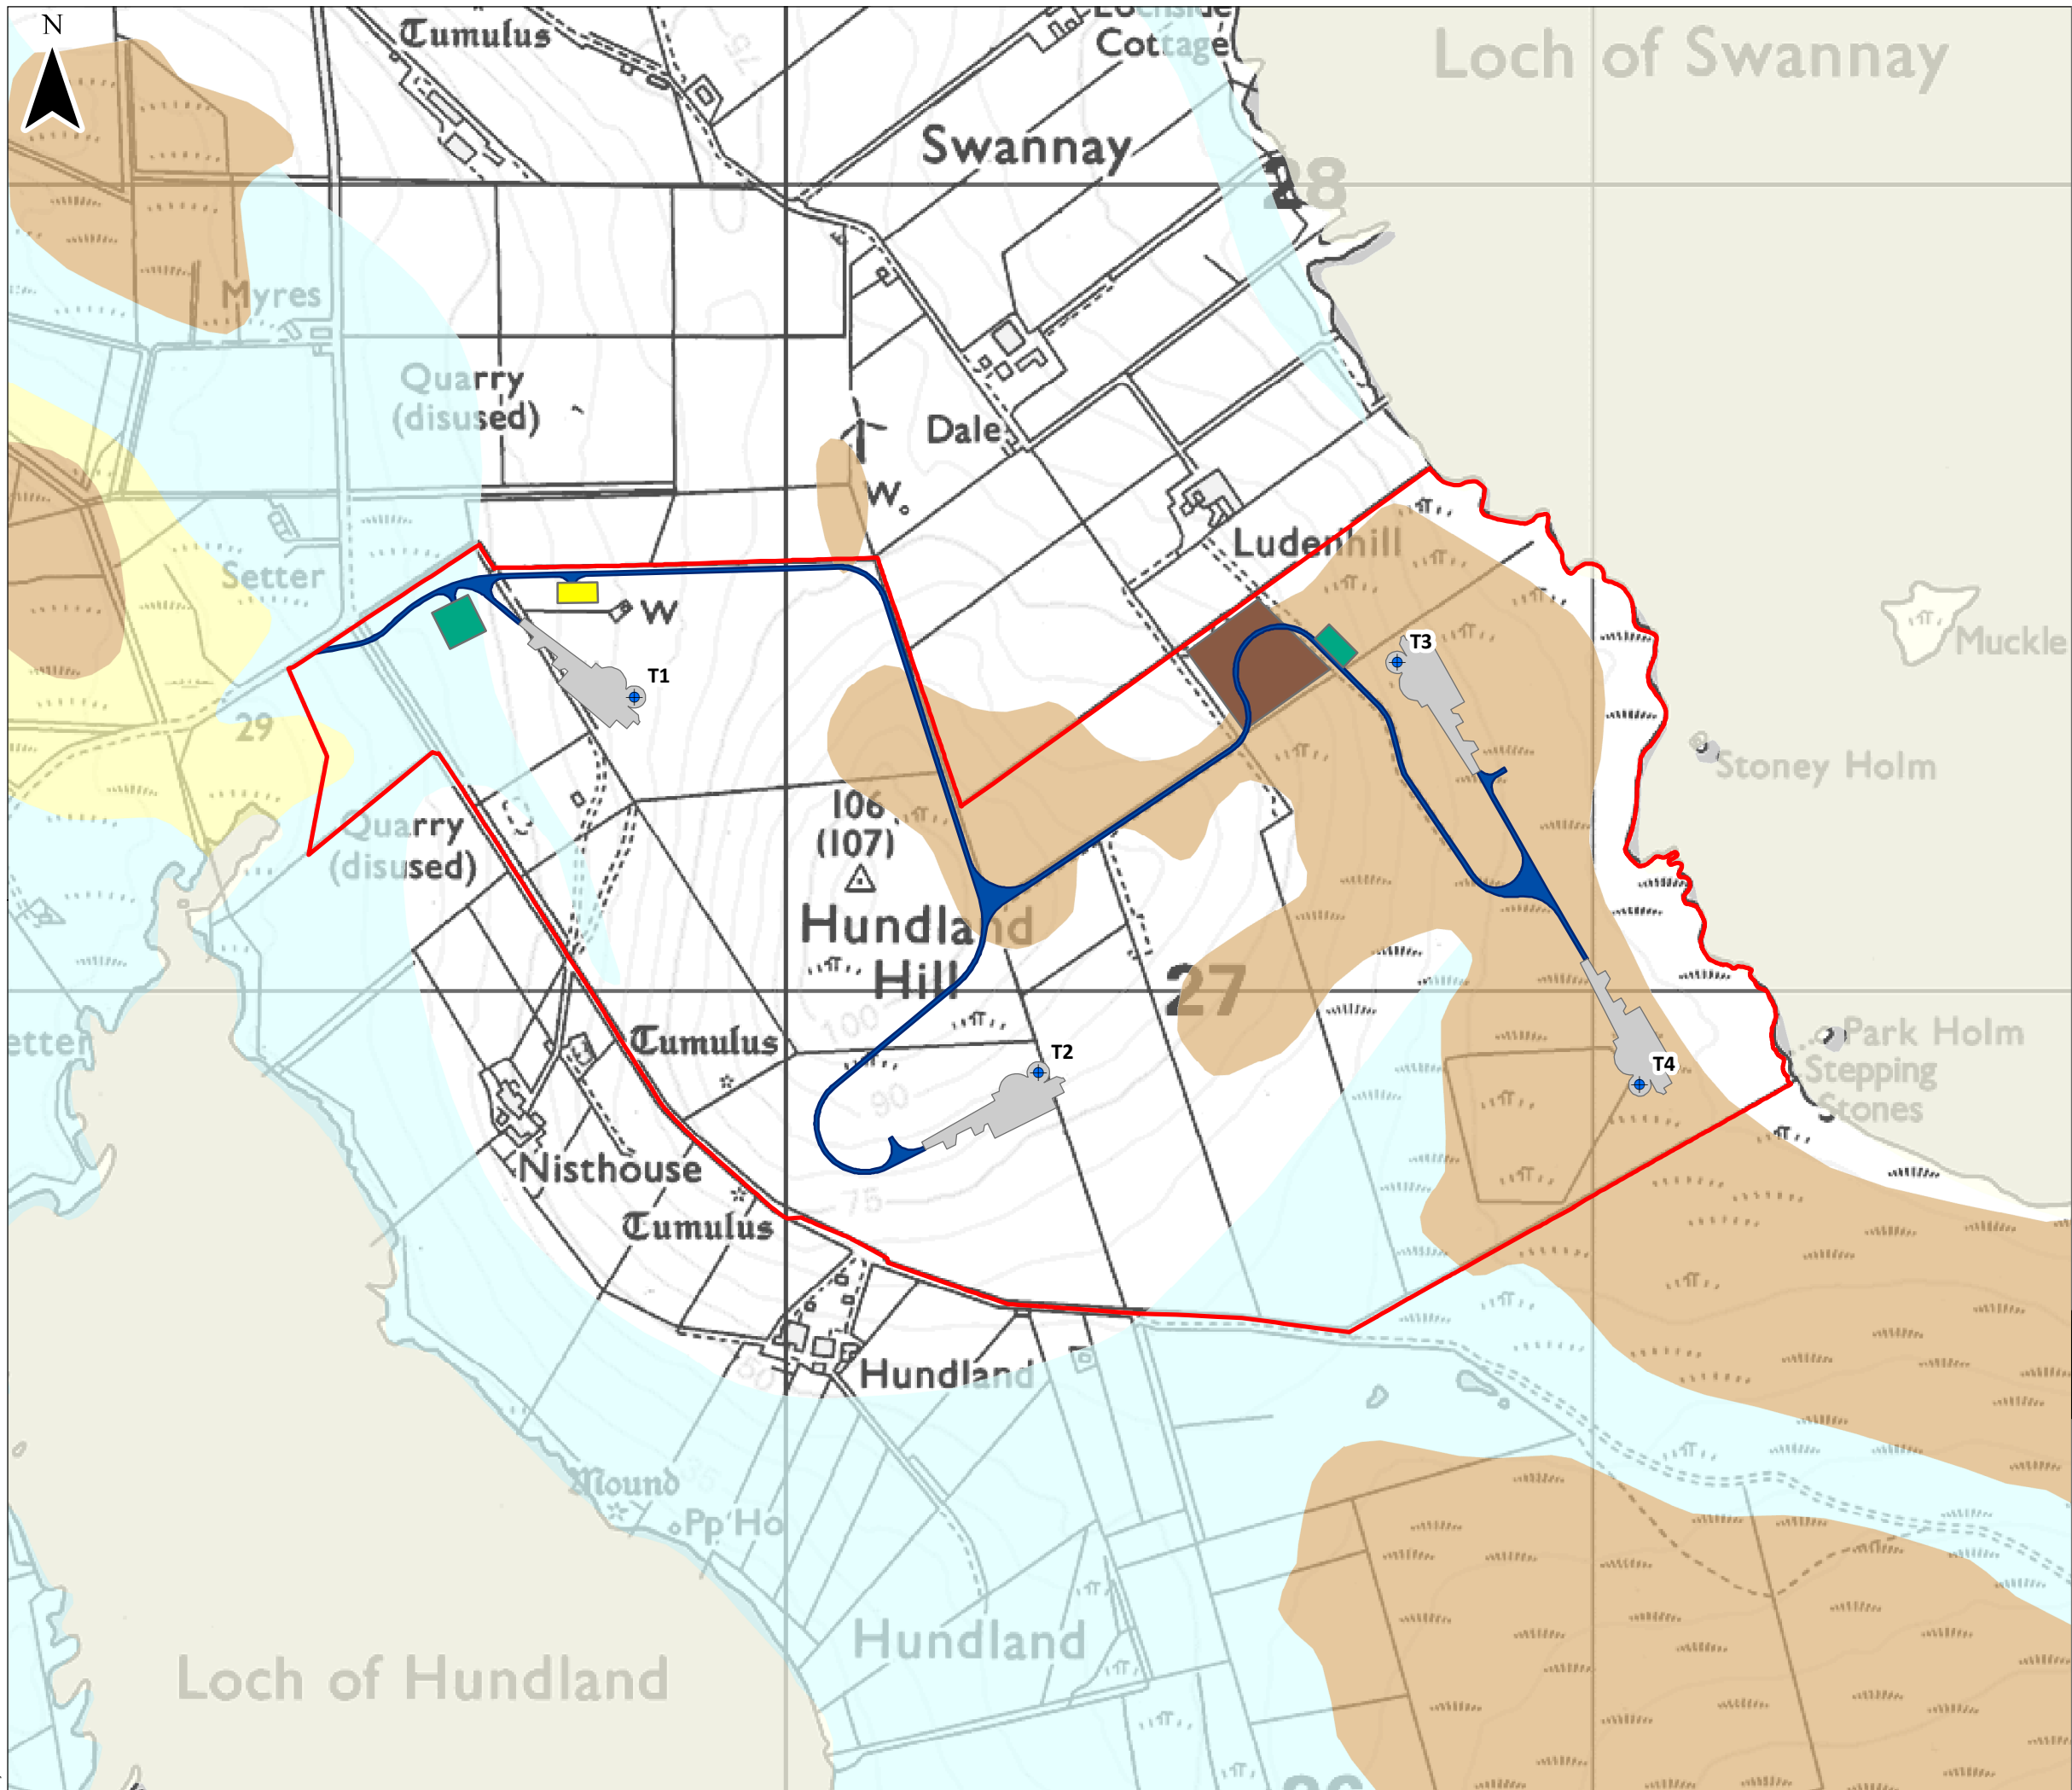 N
Tumulus
Cottage
Loch of Swannay
75
Swannay
28
Myres
Quarry
(disused)
Dale
W.
Ludenhill
Setter
W
T1
T3
Muckle
29
Stoney Holm
Quarry
(disused)
106
(107)
Hundland
Hill
27
100
Tumulus
T2
T4
Park Holm
Stepping
Stones
90
Nisthouse
75
Tumulus
50
Hundland
35
Mound
Pp Ho
Hundland
Loch of Hundland